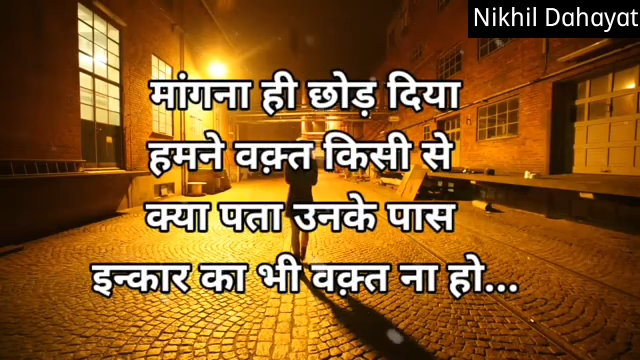 Nikhil Dahayat
मांगना ही छोड़ दिया
हमने वक़्त किसी से
क्या पता उनके पास
इन्कार का भी वक़्त ना हो...